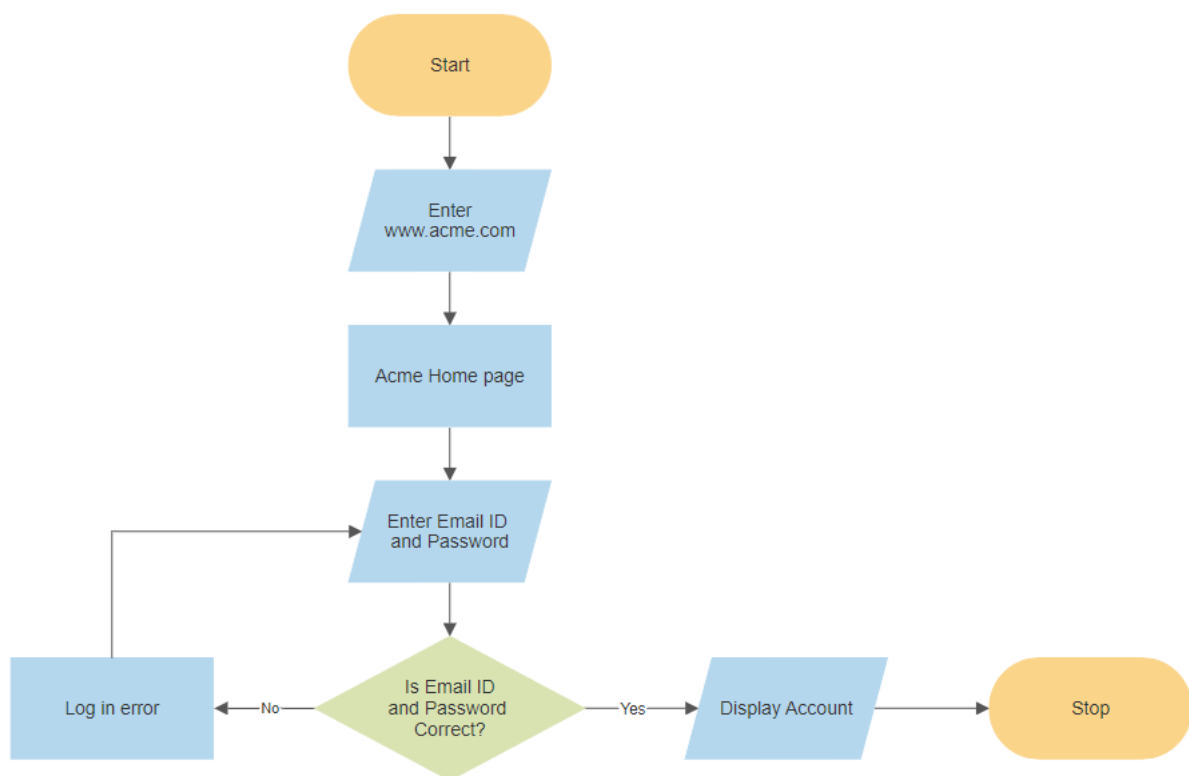 Start
Enter
www.acme.com
Acme Home page
Enter Email ID
and Password
Is Email ID
and Password
Correct?
No
Log in error
Yes
Display Account
Stop